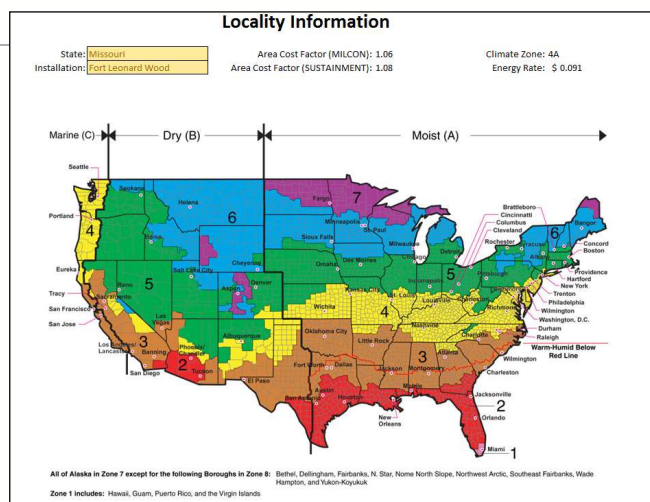 Locality Information
State: Missouri
Area Cost Factor (MILCON): 1.06
Climate Zone: 4A
Installation: Fort Leonard Wood
Area Cost Factor (SUSTAINMENT): 1.08
Energy Rate: $ 0.091
Marine (C)
Dry (B)
Moist (A)
Seattle
Spokane
Helena
Fargo
7
Brattleboro
Cincinnati
Columbus
Cleveland
Portland
4
6
Minneapolis
St. Paul
Rochester
Syracuse
6
Bangor
Boise
Sioux Falls
Milwaukee
Detroit
Albany
Concord
Boston
Eureka
Salt Lake City
Cheyenne
Omaha
Des Moines
Chicago
5
Pittsburgh
Providence
Hartford
New York
Reno
5
Aspen
Denver
Kansas City
St. Louis
Indianapolis
Charleston
Trenton
Philadelphia
Wilmington
Washington, D.C.
Tracy
Sacramento
San Francisco
San Jose
Wichita
4
Louisville
Richmond
Durham
Raleigh
Las Vegas
Albuquerque
Nashville
Charlotte
3
Los Angeles/
Lancaster
Banning
Phoenix/
Chandler
Oklahoma City
Little Rock
3
Atlanta
Wilmington
Warm-Humid Below
Red Line
San Diego
2
Tucson
El Paso
Fort Worth
Dallas
Jackson
Montgomery
Charleston
Austin
San Antonio
Houston
Mobile
Jacksonville
2
New
Orleans
Orlando
Miami
1
All of Alaska in Zone 7 except for the following Boroughs in Zone 8: Bethel, Dellingham, Fairbanks, N. Star, Nome North Slope, Northwest Arctic, Southeast Fairbanks, Wade
Hampton, and Yukon-Koyukuk
Zone 1 includes: Hawaii, Guam, Puerto Rico, and the Virgin Islands